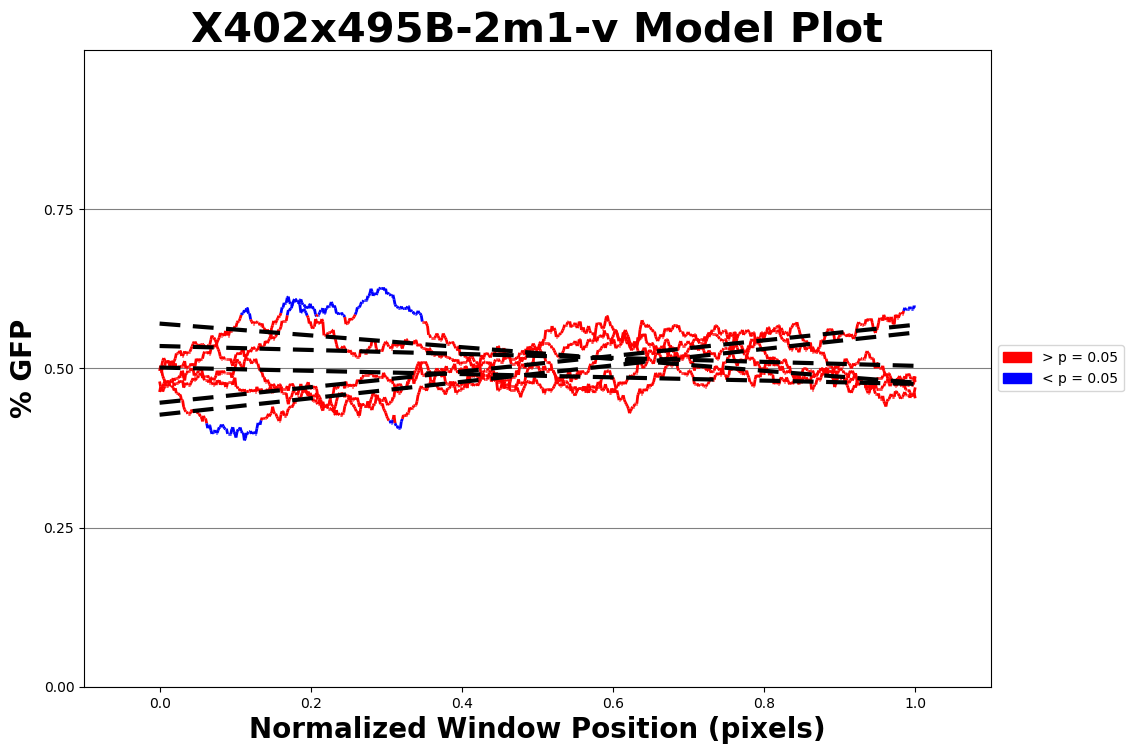 X402x495B-2m1-v Model Plot
% GFP
0.75
0.50
0.25
0.00
0.0 0.2 0.4 0.6 0.8 1.0
Normalized Window Position (pixels)
> p = 0.05
< p = 0.05